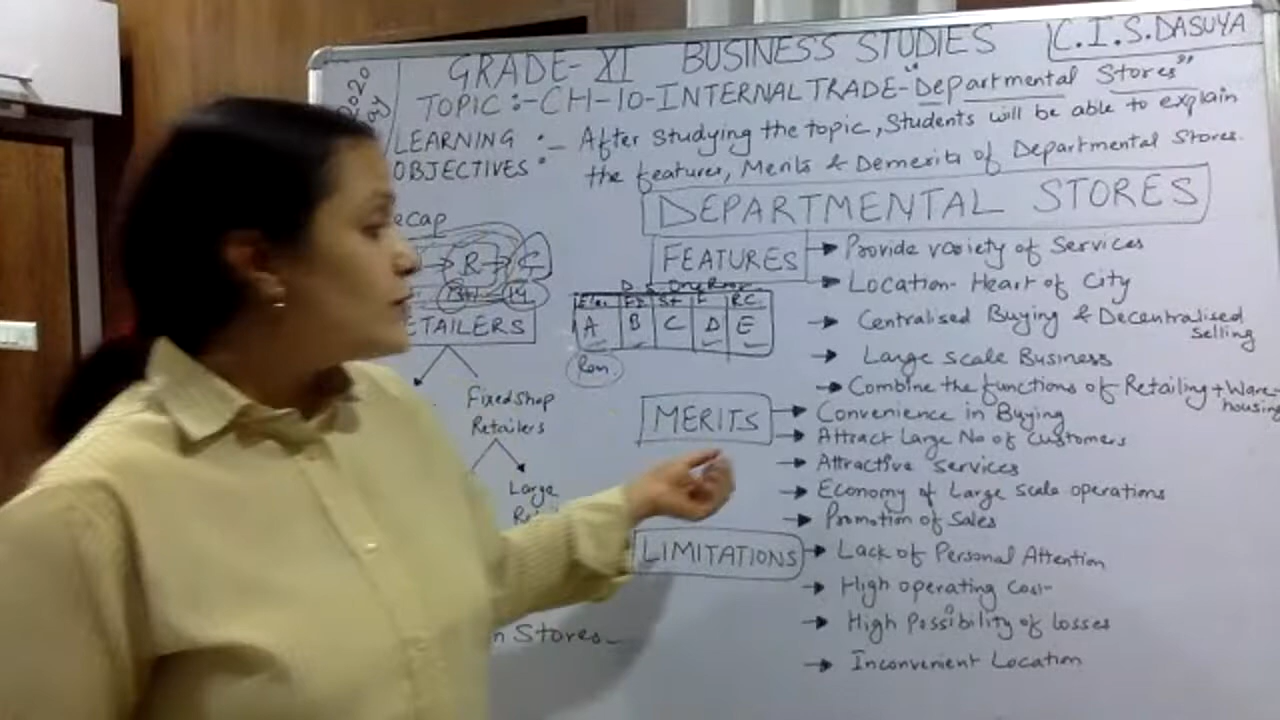 GRADE- XI BUSINESS STUDIES C.I.S. DASUYA
TOPIC :- CH-10-INTERNAL TRADE-"Departmental Stores"
LEARNING OBJECTIVES :- After studying the topic, Students will be able to explain
the features, Merits & Demerits of Departmental Stores.
ecap
DEPARTMENTAL STORES
R C
ETAILERS
Fixed Shop
Retailers
Large
n Stores
A B C D E
FEATURES
Provide variety of Services
Location- Heart of City
Centralised Buying & Decentralised
selling
Large scale Business
Combine the functions of Retailing + Ware-
housing
MERITS
Convenience in Buying
Attract Large No of customers
Attractive services
Economy of Large scale operations
Promotion of Sales
LIMITATIONS
Lack of Personal Attention
High operating Cost
High Possibility of losses
Inconvenient Location